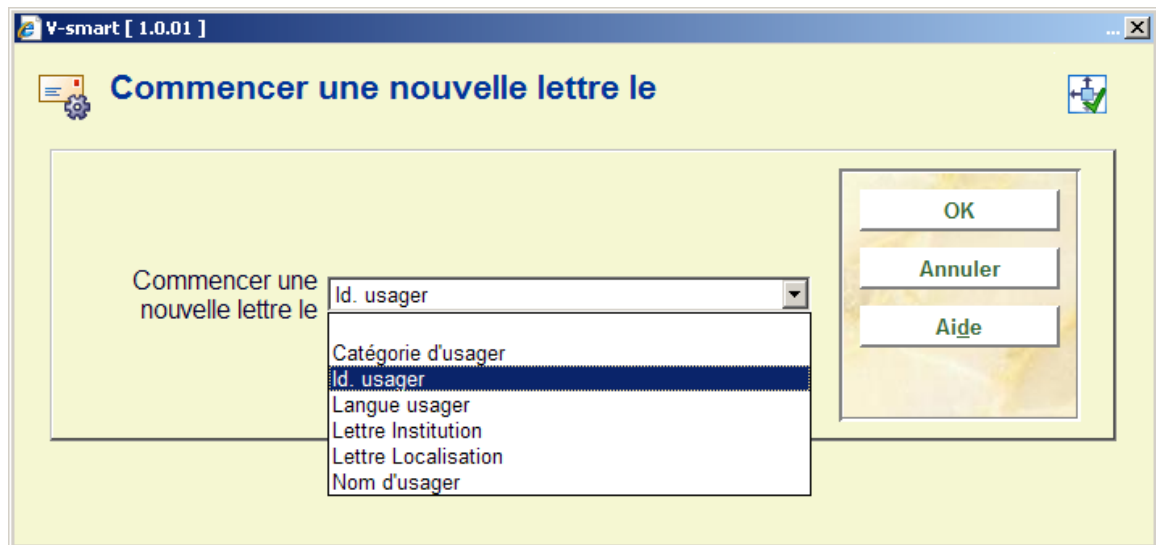 V-smart [ 1.0.01 ]
...
Commencer une nouvelle lettre le
OK
Annuler
Aide
Commencer une
nouvelle lettre le
Id. usager
Catégorie d'usager
Id. usager
Langue usager
Lettre Institution
Lettre Localisation
Nom d'usager